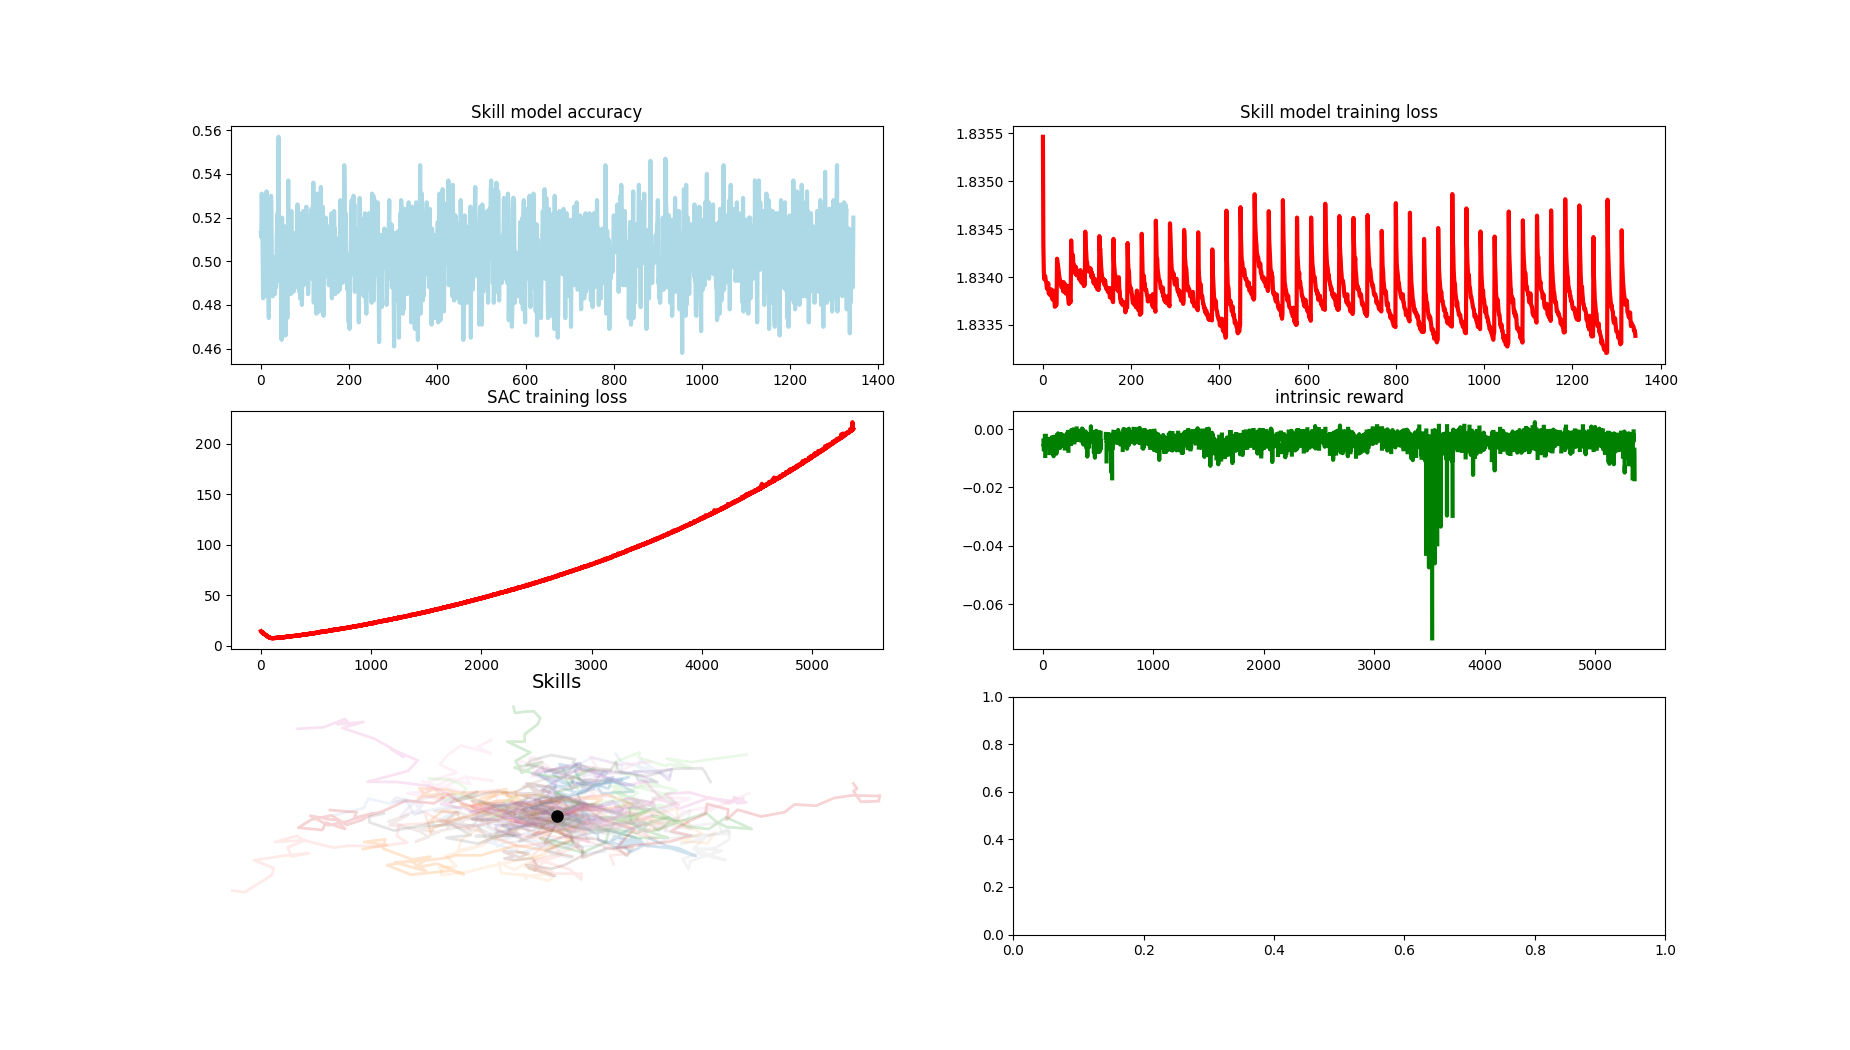 Skill model accuracy
0.56
0.54
0.52
0.50
0.48
0.46
0 200 400 600 800 1000 1200 1400
Skill model training loss
1.8355
1.8350
1.8345
1.8340
1.8335
0 200 400 600 800 1000 1200 1400
SAC training loss
200
150
100
50
0
0 1000 2000 3000 4000 5000
intrinsic reward
0.00
−0.02
−0.04
−0.06
0 1000 2000 3000 4000 5000
Skills
1.0
0.8
0.6
0.4
0.2
0.0
0.0 0.2 0.4 0.6 0.8 1.0